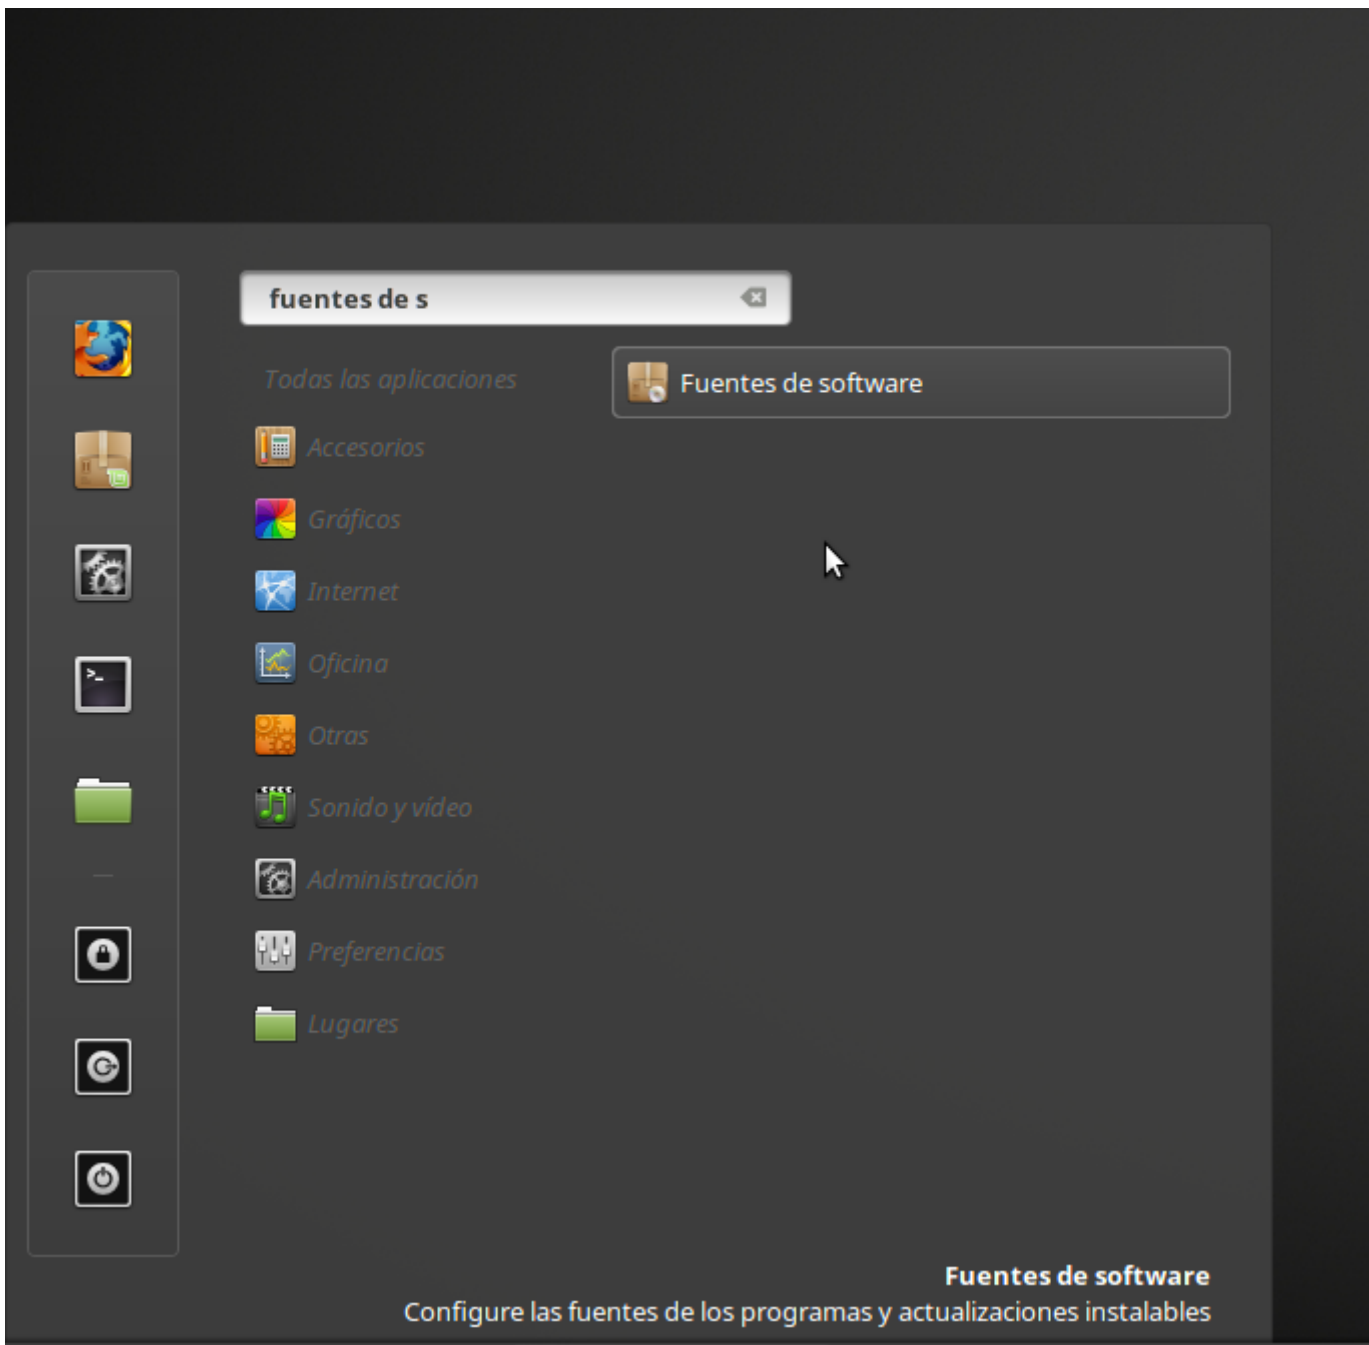 fuentes de s
Todas las aplicaciones
Fuentes de software
Accesorios
Gráficos
Internet
Oficina
Otras
Sonido y vídeo
Administración
Preferencias
Lugares
Fuentes de software
Configure las fuentes de los programas y actualizaciones instalables